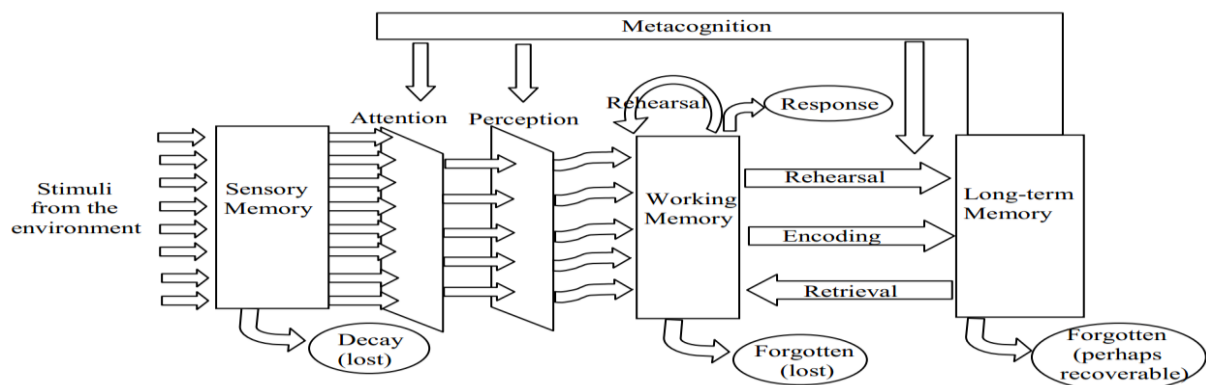 Metacognition
Attention
Perception
Rehearsal
Response
Stimuli
from the
environment
Sensory
Memory
Working
Memory
Rehearsal
Encoding
Retrieval
Long-term
Memory
Decay
(lost)
Forgotten
(lost)
Forgotten
(perhaps
recoverable)